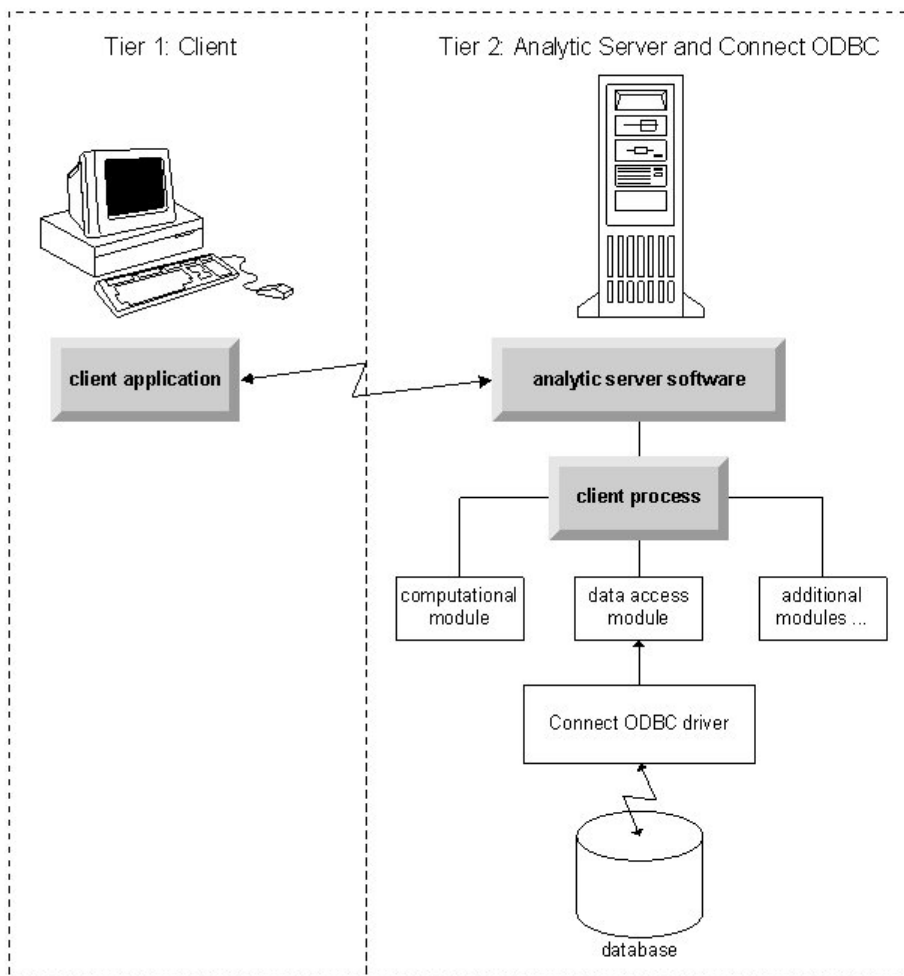 Tier 1: Client
Tier 2: Analytic Server and Connect ODBC
client application
analytic server software
client process
computational
module
data access
module
additional
modules ...
Connect ODBC driver
database